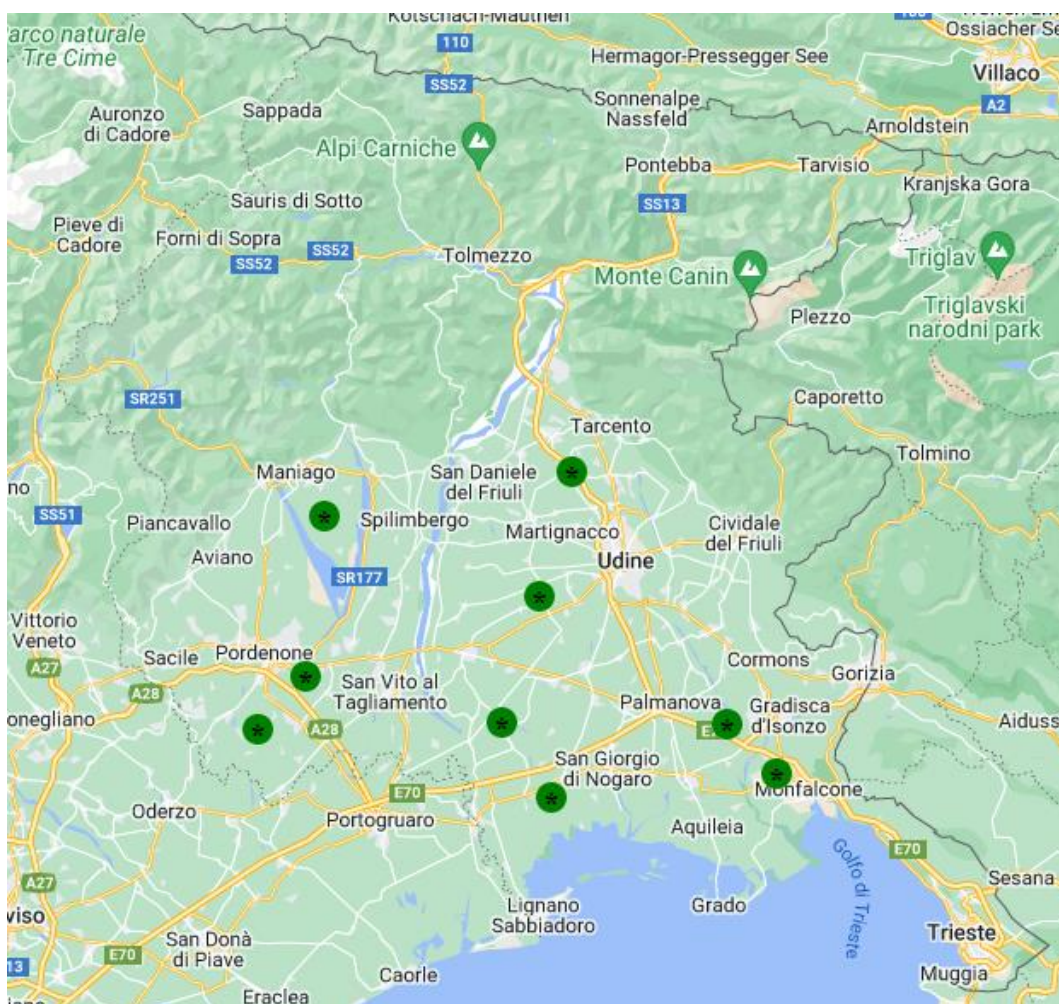 Kötschach-Mauthen
Ossiacher Se
arco naturale
Tre Cime
110
Hermagor-Pressegger See
Villaco
SS52
Sonnenalpe
Nassfeld
A2
Auronzo
di Cadore
Sappada
Arnoldstein
Alpi Carniche
Pontebba
Tarvisio
Kranjska Gora
Sauris di Sotto
SS13
Pieve di
Cadore
Forni di Sopra
SS52
SS52
Tolmezzo
Monte Canin
Triglav
Plezzo
Triglavski
narodni park
SR251
Caporetto
Tarcento
Tolmino
Maniago
San Daniele
del Friuli
*
no
SS51
Piancavallo
*
Spilimbergo
Martignacco
Cividale
del Friuli
Aviano
Udine
SR177
*
Vittorio
Veneto
A27
Sacile
Pordenone
Cormons
Gorizia
A28
*
San Vito al
Tagliamento
Palmanova
Gradisca
d'Isonzo
onegliano
*
A28
*
E7
*
Aiduss
San Giorgio
di Nogaro
*
Monfalcone
E70
*
Oderzo
Portogruaro
Aquileia
Golfo di Trieste
E70
A27
Sesana
viso
Lignano
Sabbiadoro
Grado
San Donà
di Piave
E70
Trieste
13
Caorle
Muggia
Eraclea